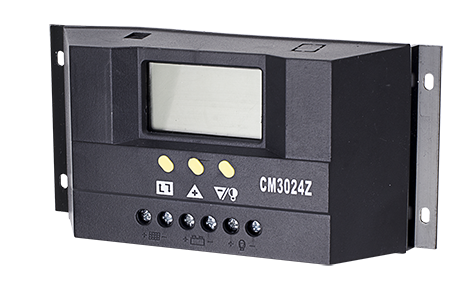 CM3024Z
+ - + - + -